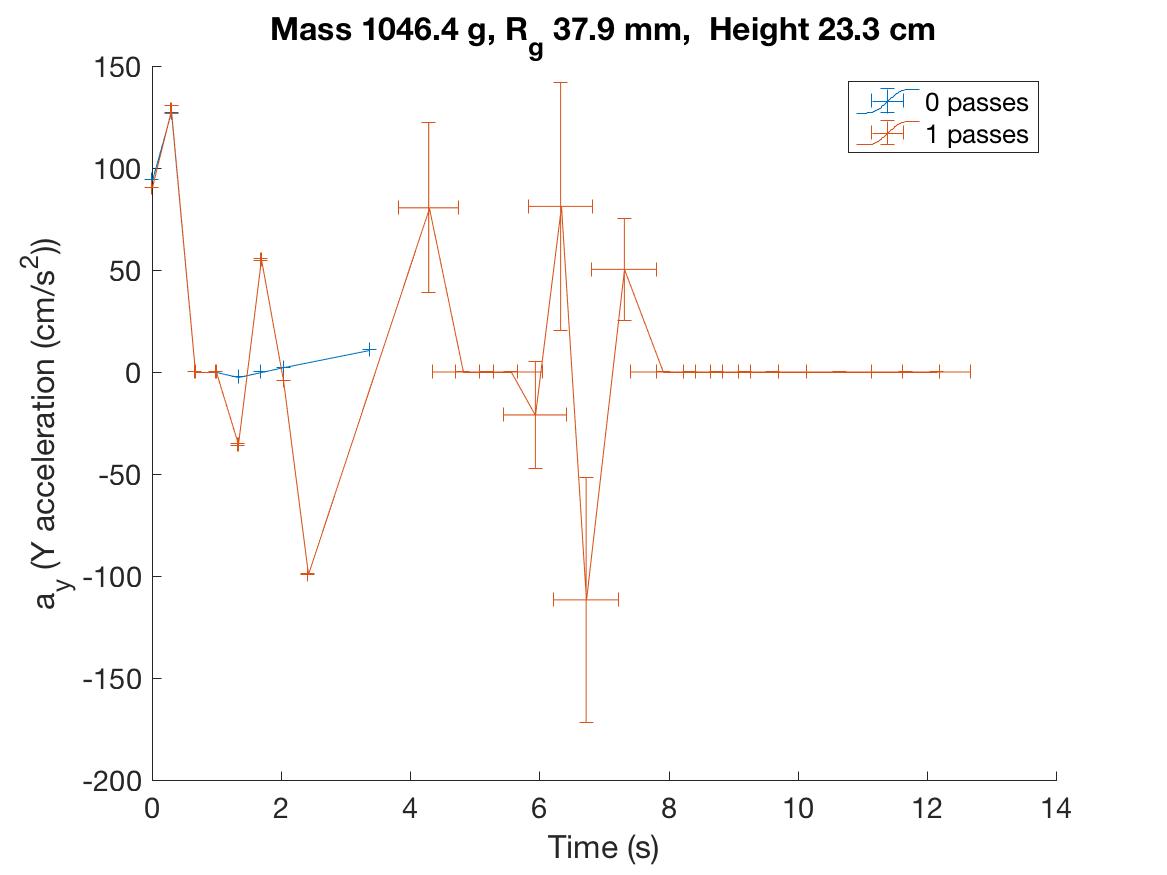 Mass 1046.4 g, Rg 37.9 mm, Height 23.3 cm
0 passes
1 passes
150
100
50
0
-50
-100
-150
-200
ay (Y acceleration (cm/s2))
0 2 4 6 8 10 12 14
Time (s)